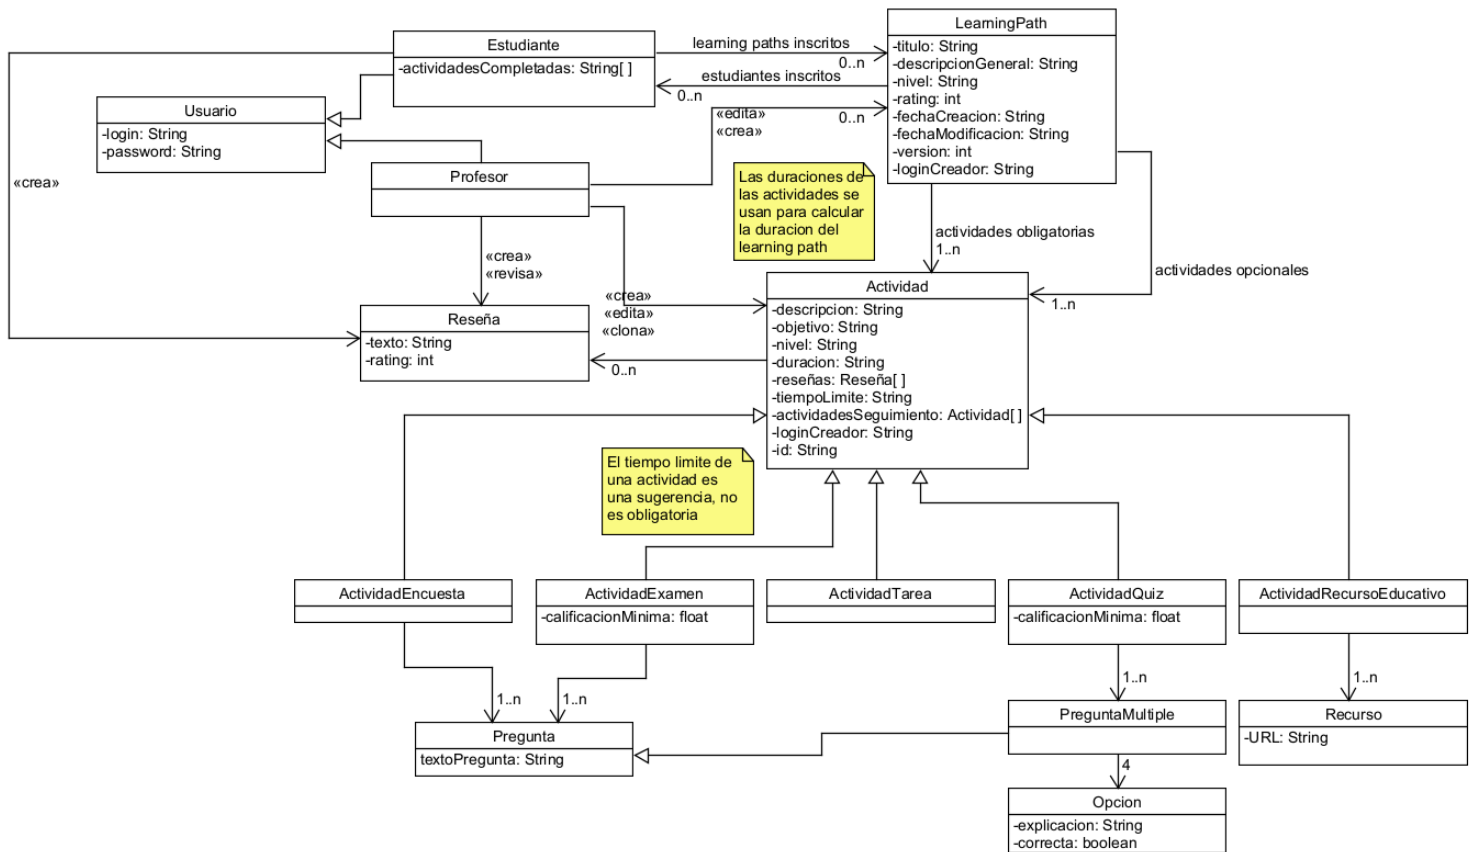 LearningPath
-titulo: String
-descripcionGeneral: String
-nivel: String
-rating: int
-fechaCreacion: String
-fechaModificacion: String
-version: int
-loginCreador: String
Estudiante
-actividadesCompletadas: String[ ]
learning paths inscritos
0..n
estudiantes inscritos
0..n
«edita»
«crea»
0..n
Usuario
-login: String
-password: String
«crea»
Profesor
Las duraciones de
las actividades se
usan para calcular
la duracion del
learning path
actividades obligatorias
1..n
actividades opcionales
1..n
«crea»
«revisa»
«crea»
«edita»
«clona»
Reseña
-texto: String
-rating: int
0..n
Actividad
-descripcion: String
-objetivo: String
-nivel: String
-duracion: String
-reseñas: Reseña[ ]
-tiempoLimite: String
-actividadesSeguimiento: Actividad[ ]
-loginCreador: String
-id: String
El tiempo limite de
una actividad es
una sugerencia, no
es obligatoria
ActividadEncuesta
ActividadExamen
-calificacionMinima: float
ActividadTarea
ActividadQuiz
-calificacionMinima: float
ActividadRecursoEducativo
1..n
1..n
1..n
1..n
Pregunta
textoPregunta: String
PreguntaMultiple
Recurso
-URL: String
4
Opcion
-explicacion: String
-correcta: boolean